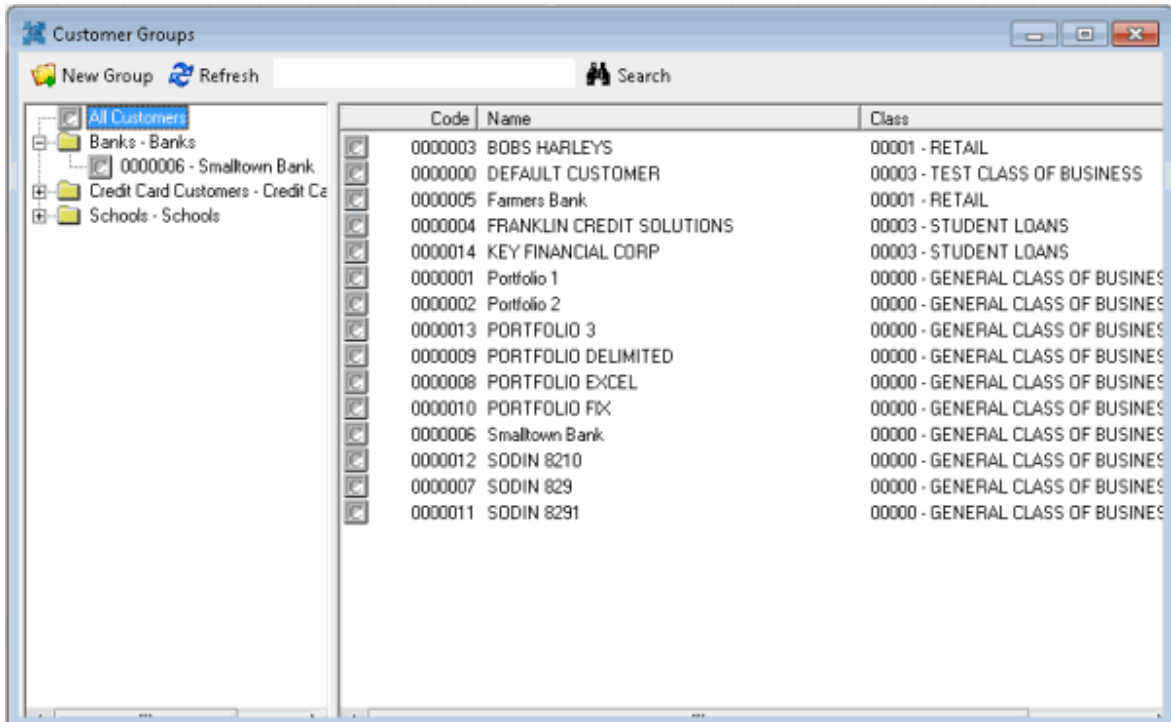 Customer Groups
New Group Refresh Search
All Customers
Banks - Banks
0000006 - Smalltown Bank
Credit Card Customers - Credit Ca
Schools - Schools
Code Name Class
0000003 BOBS HARLEYS 00001 - RETAIL
0000000 DEFAULT CUSTOMER 00003 - TEST CLASS OF BUSINESS
0000005 Farmers Bank 00001 - RETAIL
0000004 FRANKLIN CREDIT SOLUTIONS 00003 - STUDENT LOANS
0000014 KEY FINANCIAL CORP 00003 - STUDENT LOANS
0000001 Portfolio 1 00000 - GENERAL CLASS OF BUSINES
0000002 Portfolio 2 00000 - GENERAL CLASS OF BUSINES
0000013 PORTFOLIO 3 00000 - GENERAL CLASS OF BUSINES
0000009 PORTFOLIO DELIMITED 00000 - GENERAL CLASS OF BUSINES
0000008 PORTFOLIO EXCEL 00000 - GENERAL CLASS OF BUSINES
0000010 PORTFOLIO FIX 00000 - GENERAL CLASS OF BUSINES
0000006 Smalltown Bank 00000 - GENERAL CLASS OF BUSINES
0000012 SODIN 8210 00000 - GENERAL CLASS OF BUSINES
0000007 SODIN 829 00000 - GENERAL CLASS OF BUSINES
0000011 SODIN 8291 00000 - GENERAL CLASS OF BUSINES